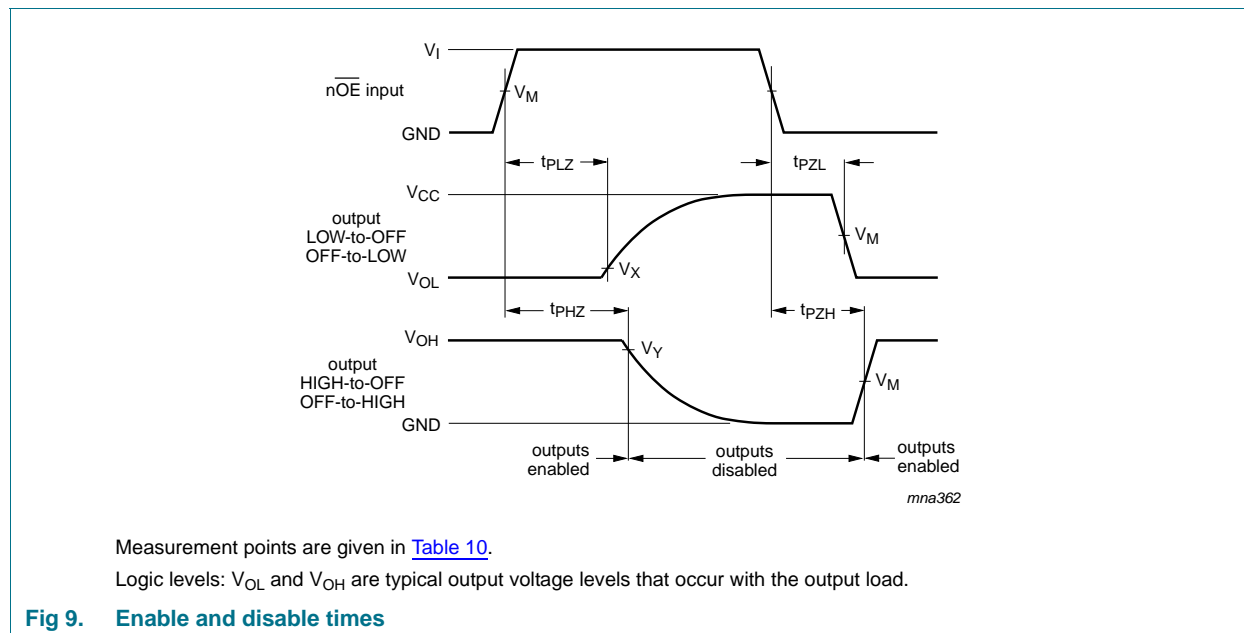 VI
nOE input
VM
GND
tPLZ
tPZL
VCC
output
LOW-to-OFF
OFF-to-LOW
VM
VX
VOL
tPHZ
tPZH
VOH
VY
output
HIGH-to-OFF
OFF-to-HIGH
VM
GND
outputs
enabled
outputs
disabled
outputs
enabled
mna362
Measurement points are given in Table 10.
Logic levels: VOL and VOH are typical output voltage levels that occur with the output load.
Fig 9. Enable and disable times